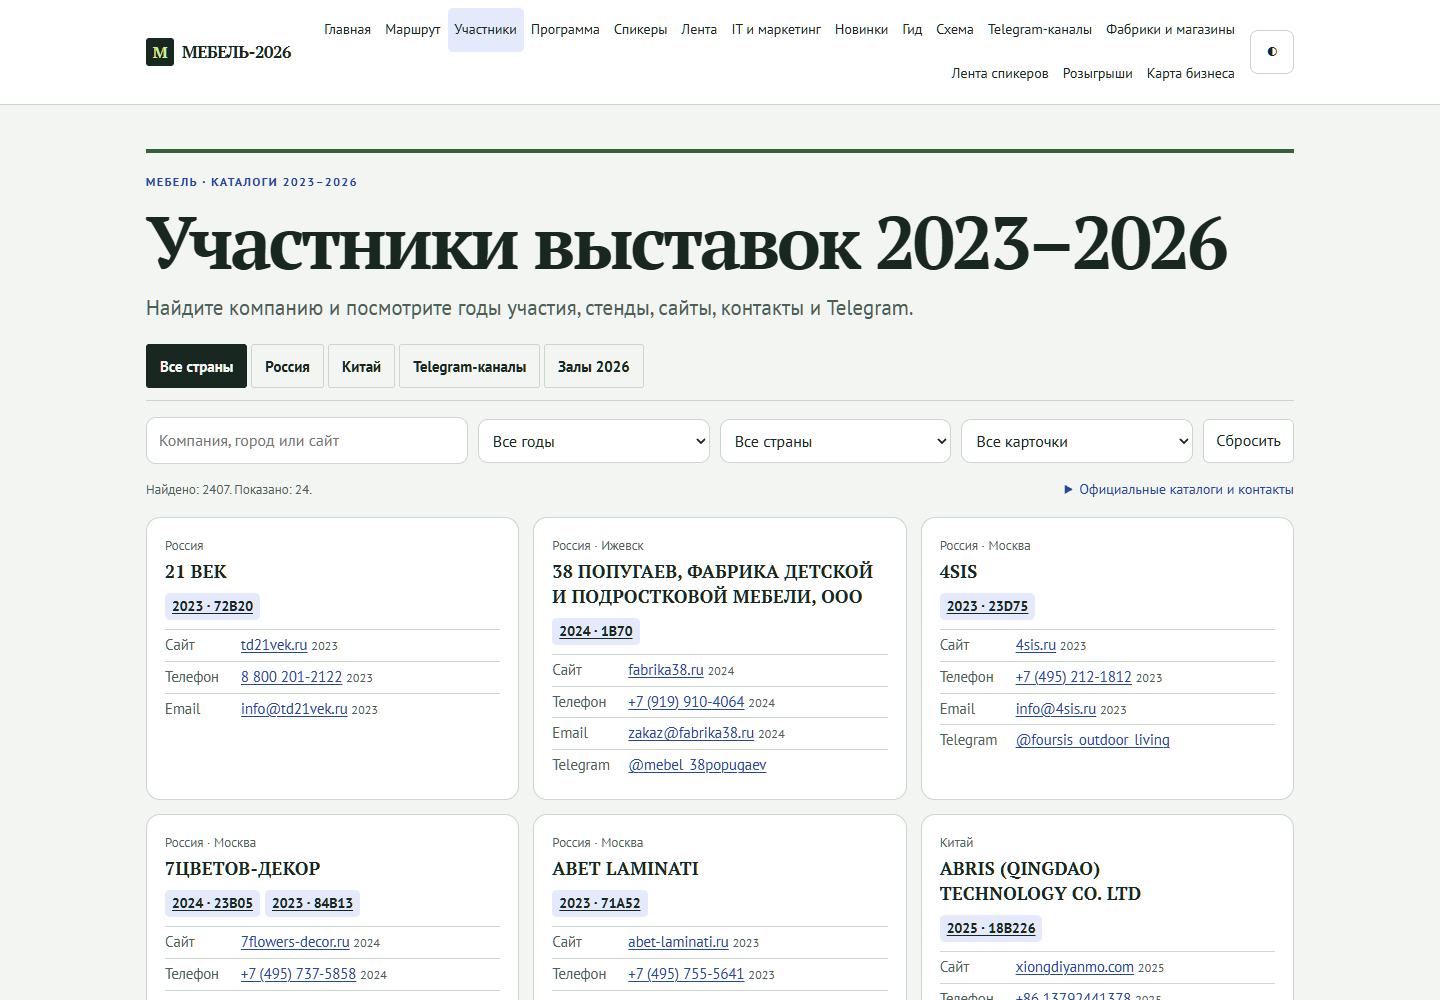 M МЕБЕЛЬ-2026
Главная Маршрут Участники Программа Спикеры Лента IT и маркетинг Новинки Гид Схема Telegram-каналы Фабрики и магазины
Лента спикеров Розыгрыши Карта бизнеса
МЕБЕЛЬ · КАТАЛОГИ 2023–2026
Участники выставок 2023–2026
Найдите компанию и посмотрите годы участия, стенды, сайты, контакты и Telegram.
Все страны Россия Китай Telegram-каналы Залы 2026
Компания, город или сайт Все годы Все страны Все карточки Сбросить
Найдено: 2407. Показано: 24. ▶ Официальные каталоги и контакты
Россия
21 ВЕК
2023 · 72B20
Сайт td21vek.ru 2023
Телефон 8 800 201-2122 2023
Email info@td21vek.ru 2023
Россия · Ижевск
38 ПОПУГАЕВ, ФАБРИКА ДЕТСКОЙ
И ПОДРОСТКОВОЙ МЕБЕЛИ, ООО
2024 · 1B70
Сайт fabrika38.ru 2024
Телефон +7 (919) 910-4064 2024
Email zakaz@fabrika38.ru 2024
Telegram @mebel_38popugaev
Россия · Москва
4SIS
2023 · 23D75
Сайт 4sis.ru 2023
Телефон +7 (495) 212-1812 2023
Email info@4sis.ru 2023
Telegram @foursis_outdoor_living
Россия · Москва
7ЦВЕТОВ-ДЕКОР
2024 · 23B05 2023 · 84B13
Сайт 7flowers-decor.ru 2024
Телефон +7 (495) 737-5858 2024
Россия · Москва
ABET LAMINATI
2023 · 71A52
Сайт abet-laminati.ru 2023
Телефон +7 (495) 755-5641 2023
Китай
ABRIS (QINGDAO)
TECHNOLOGY CO. LTD
2025 · 18B226
Сайт xiongdiyanmo.com 2025
Телефон +86 13792441378 2025